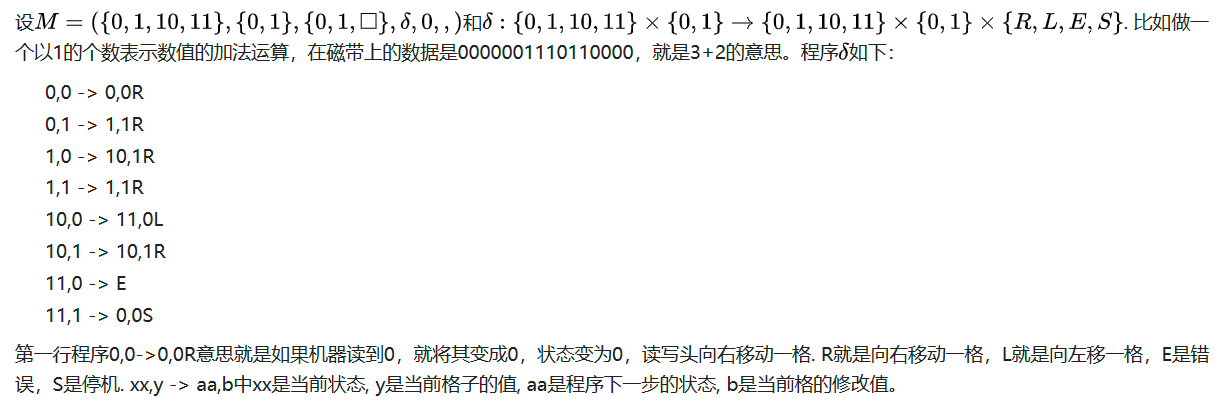 设M = ({0, 1, 10, 11}, {0, 1}, {0, 1, □}, δ, 0, , )和δ : {0, 1, 10, 11} × {0, 1} → {0, 1, 10, 11} × {0, 1} × {R, L, E, S}. 比如做一
个以1的个数表示数值的加法运算，在磁带上的数据是0000001110110000，就是3+2的意思。程序δ如下：
0,0 -> 0,0R
0,1 -> 1,1R
1,0 -> 10,1R
1,1 -> 1,1R
10,0 -> 11,0L
10,1 -> 10,1R
11,0 -> E
11,1 -> 0,0S
第一行程序0,0->0,0R意思就是如果机器读到0，就将其变成0，状态变为0，读写头向右移动一格. R就是向右移动一格，L就是向左移一格，E是错
误，S是停机. xx,y -> aa,b中xx是当前状态, y是当前格子的值, aa是程序下一步的状态, b是当前格的修改值。